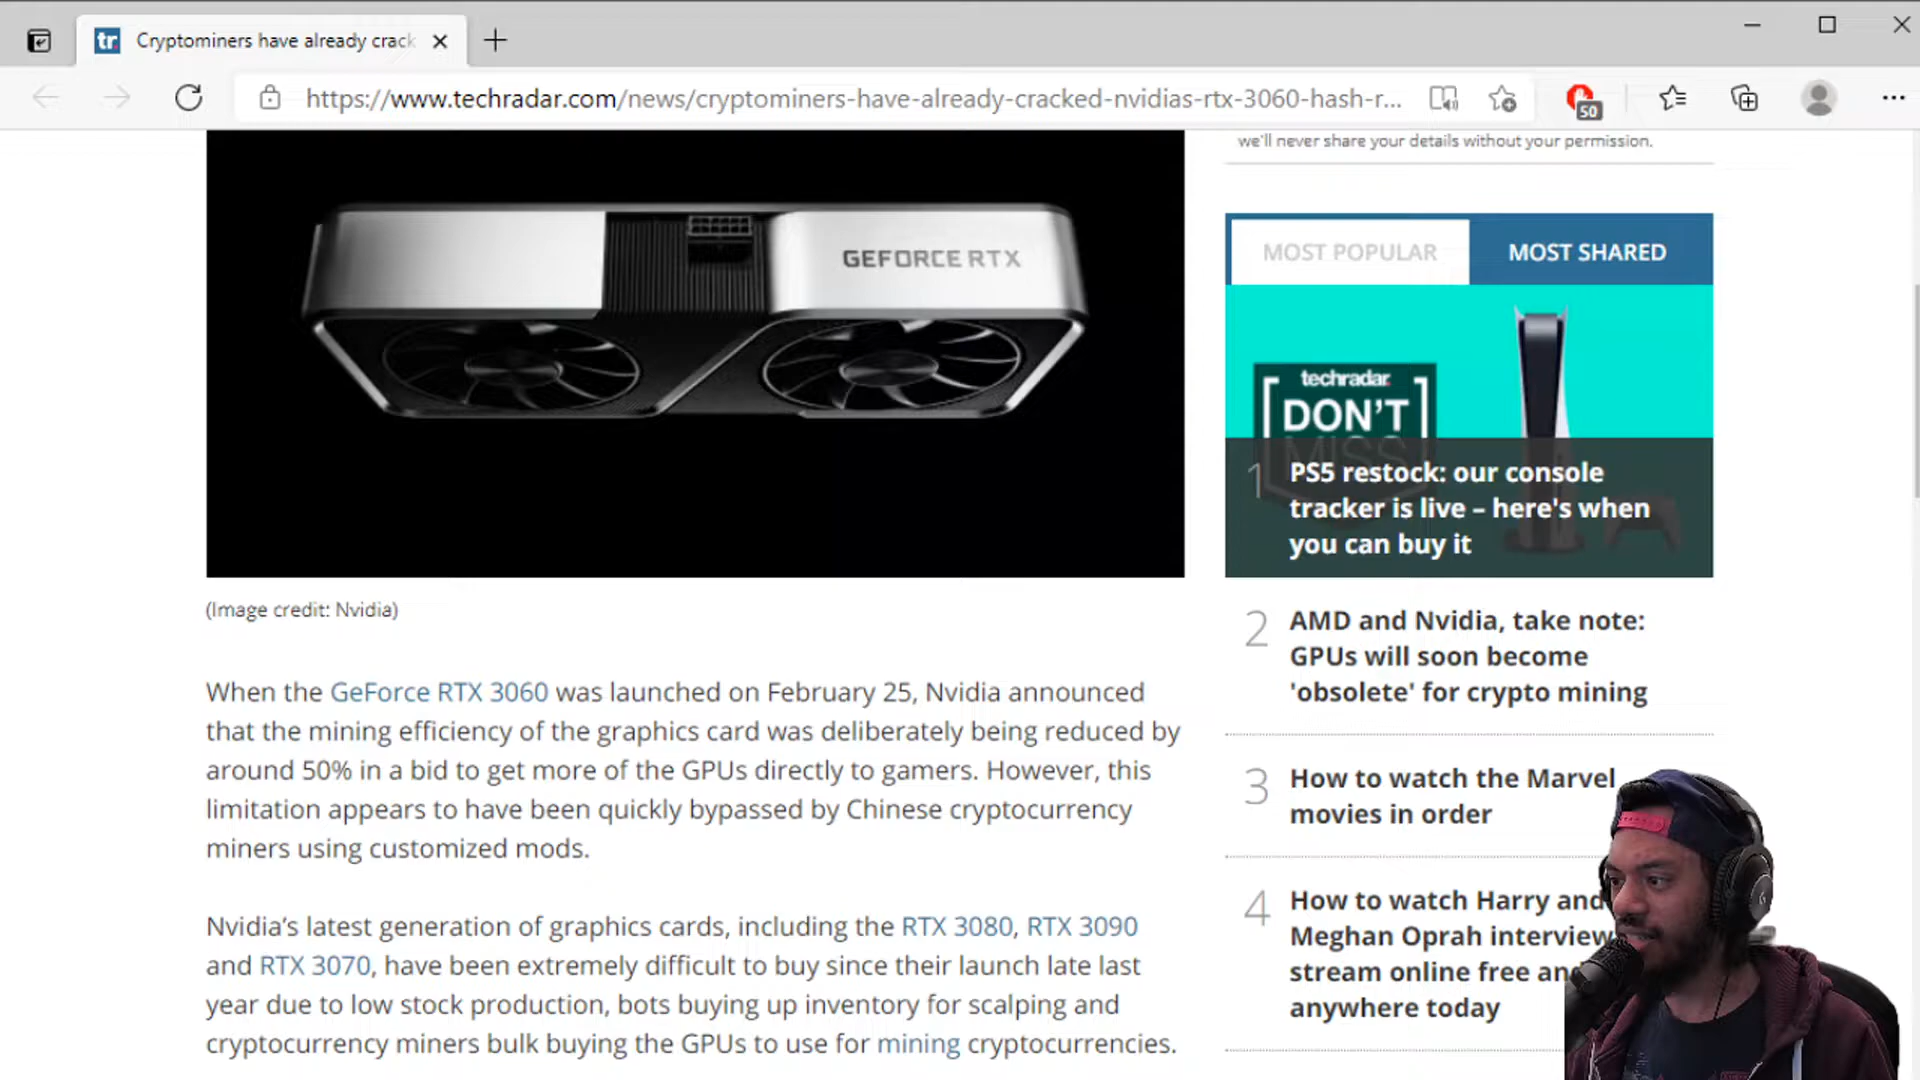 tr.
Cryptominers have already crack
https://www.techradar.com/news/cryptominers-have-already-cracked-nvidias-rtx-3060-hash-r...
50
we'll never share your details without your permission.
GEFORCE RTX
MOST POPULAR
MOST SHARED
techradar.
DON'T
MISS
1
PS5 restock: our console
tracker is live – here's when
you can buy it
(Image credit: Nvidia)
When the GeForce RTX 3060 was launched on February 25, Nvidia announced
that the mining efficiency of the graphics card was deliberately being reduced by
around 50% in a bid to get more of the GPUs directly to gamers. However, this
limitation appears to have been quickly bypassed by Chinese cryptocurrency
miners using customized mods.
Nvidia’s latest generation of graphics cards, including the RTX 3080, RTX 3090
and RTX 3070, have been extremely difficult to buy since their launch late last
year due to low stock production, bots buying up inventory for scalping and
cryptocurrency miners bulk buying the GPUs to use for mining cryptocurrencies.
2
AMD and Nvidia, take note:
GPUs will soon become
'obsolete' for crypto mining
3
How to watch the Marvel
movies in order
4
How to watch Harry and
Meghan Oprah interview
stream online free an
anywhere today